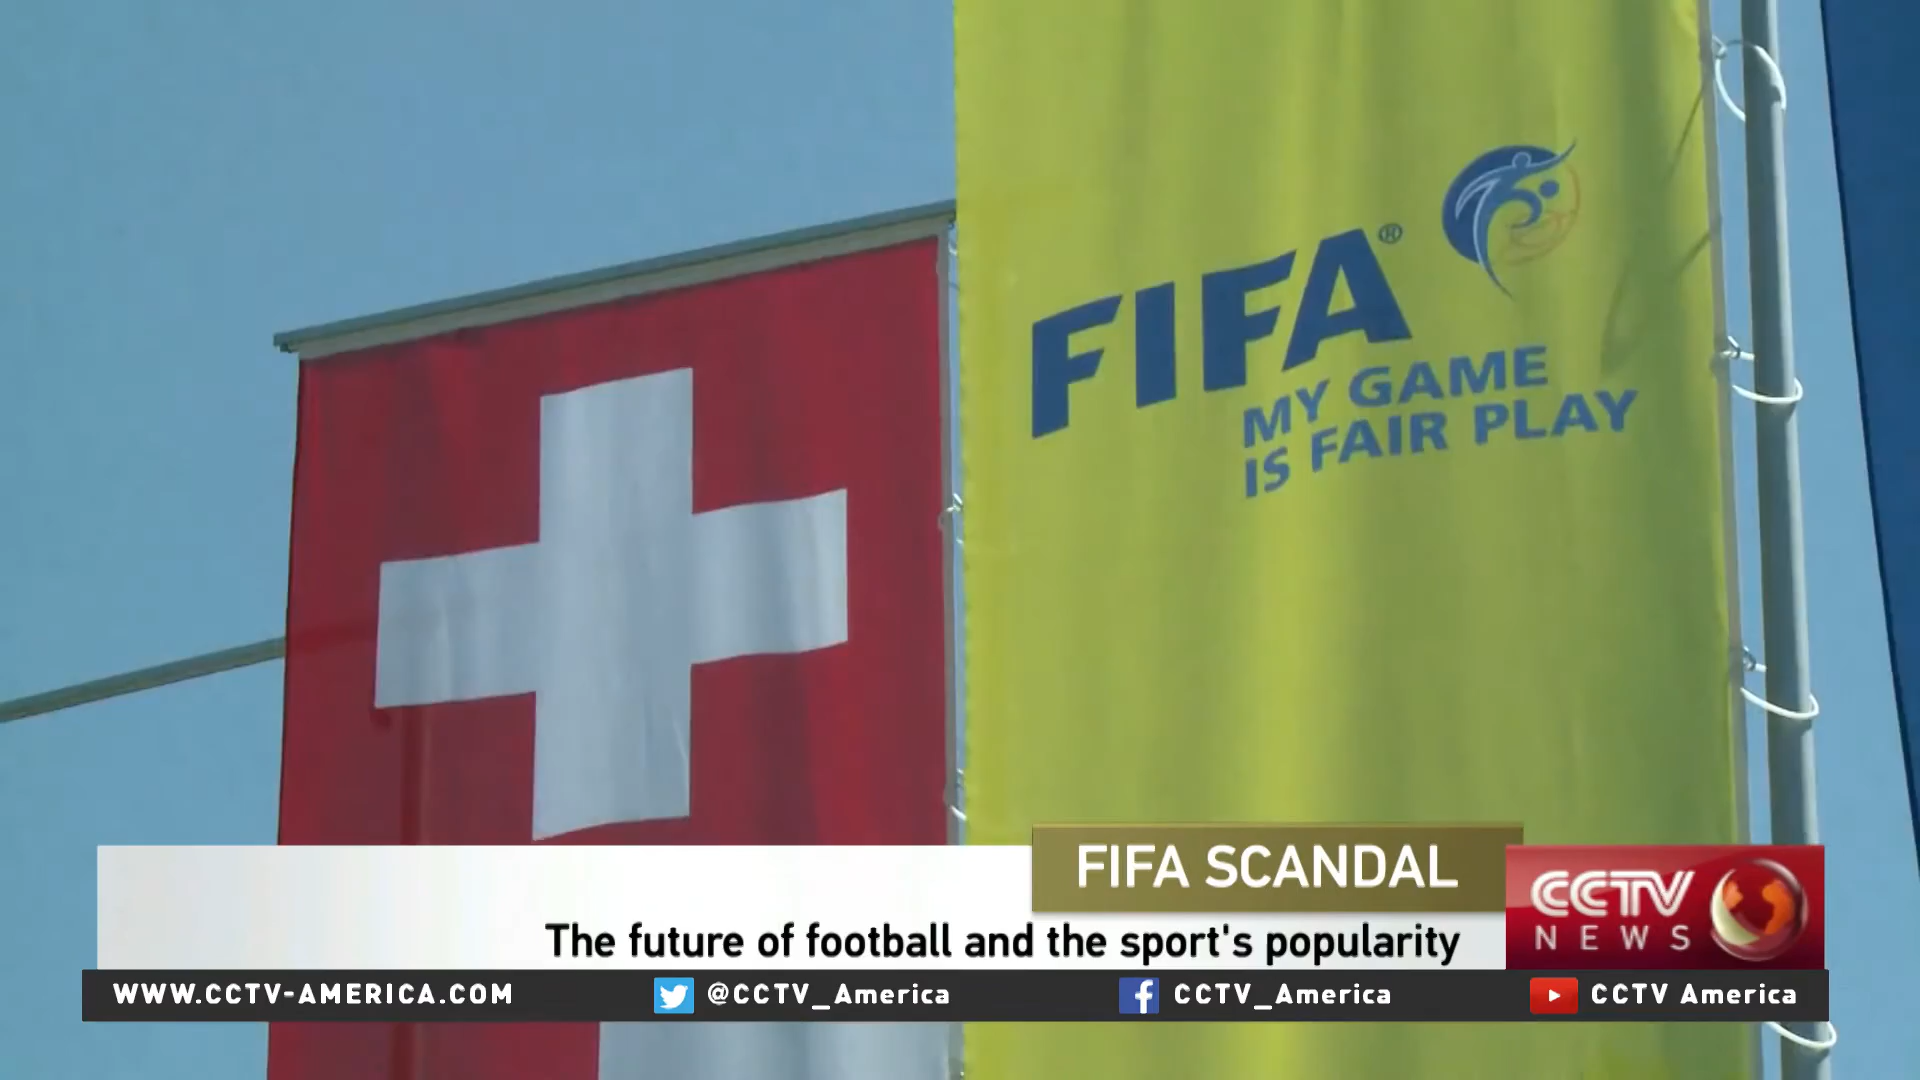 FIFA®
MY GAME
IS FAIR PLAY
FIFA SCANDAL
The future of football and the sport's popularity
CCTV
NEWS
WWW.CCTV-AMERICA.COM
@CCTV_America
CCTV_America
CCTV America